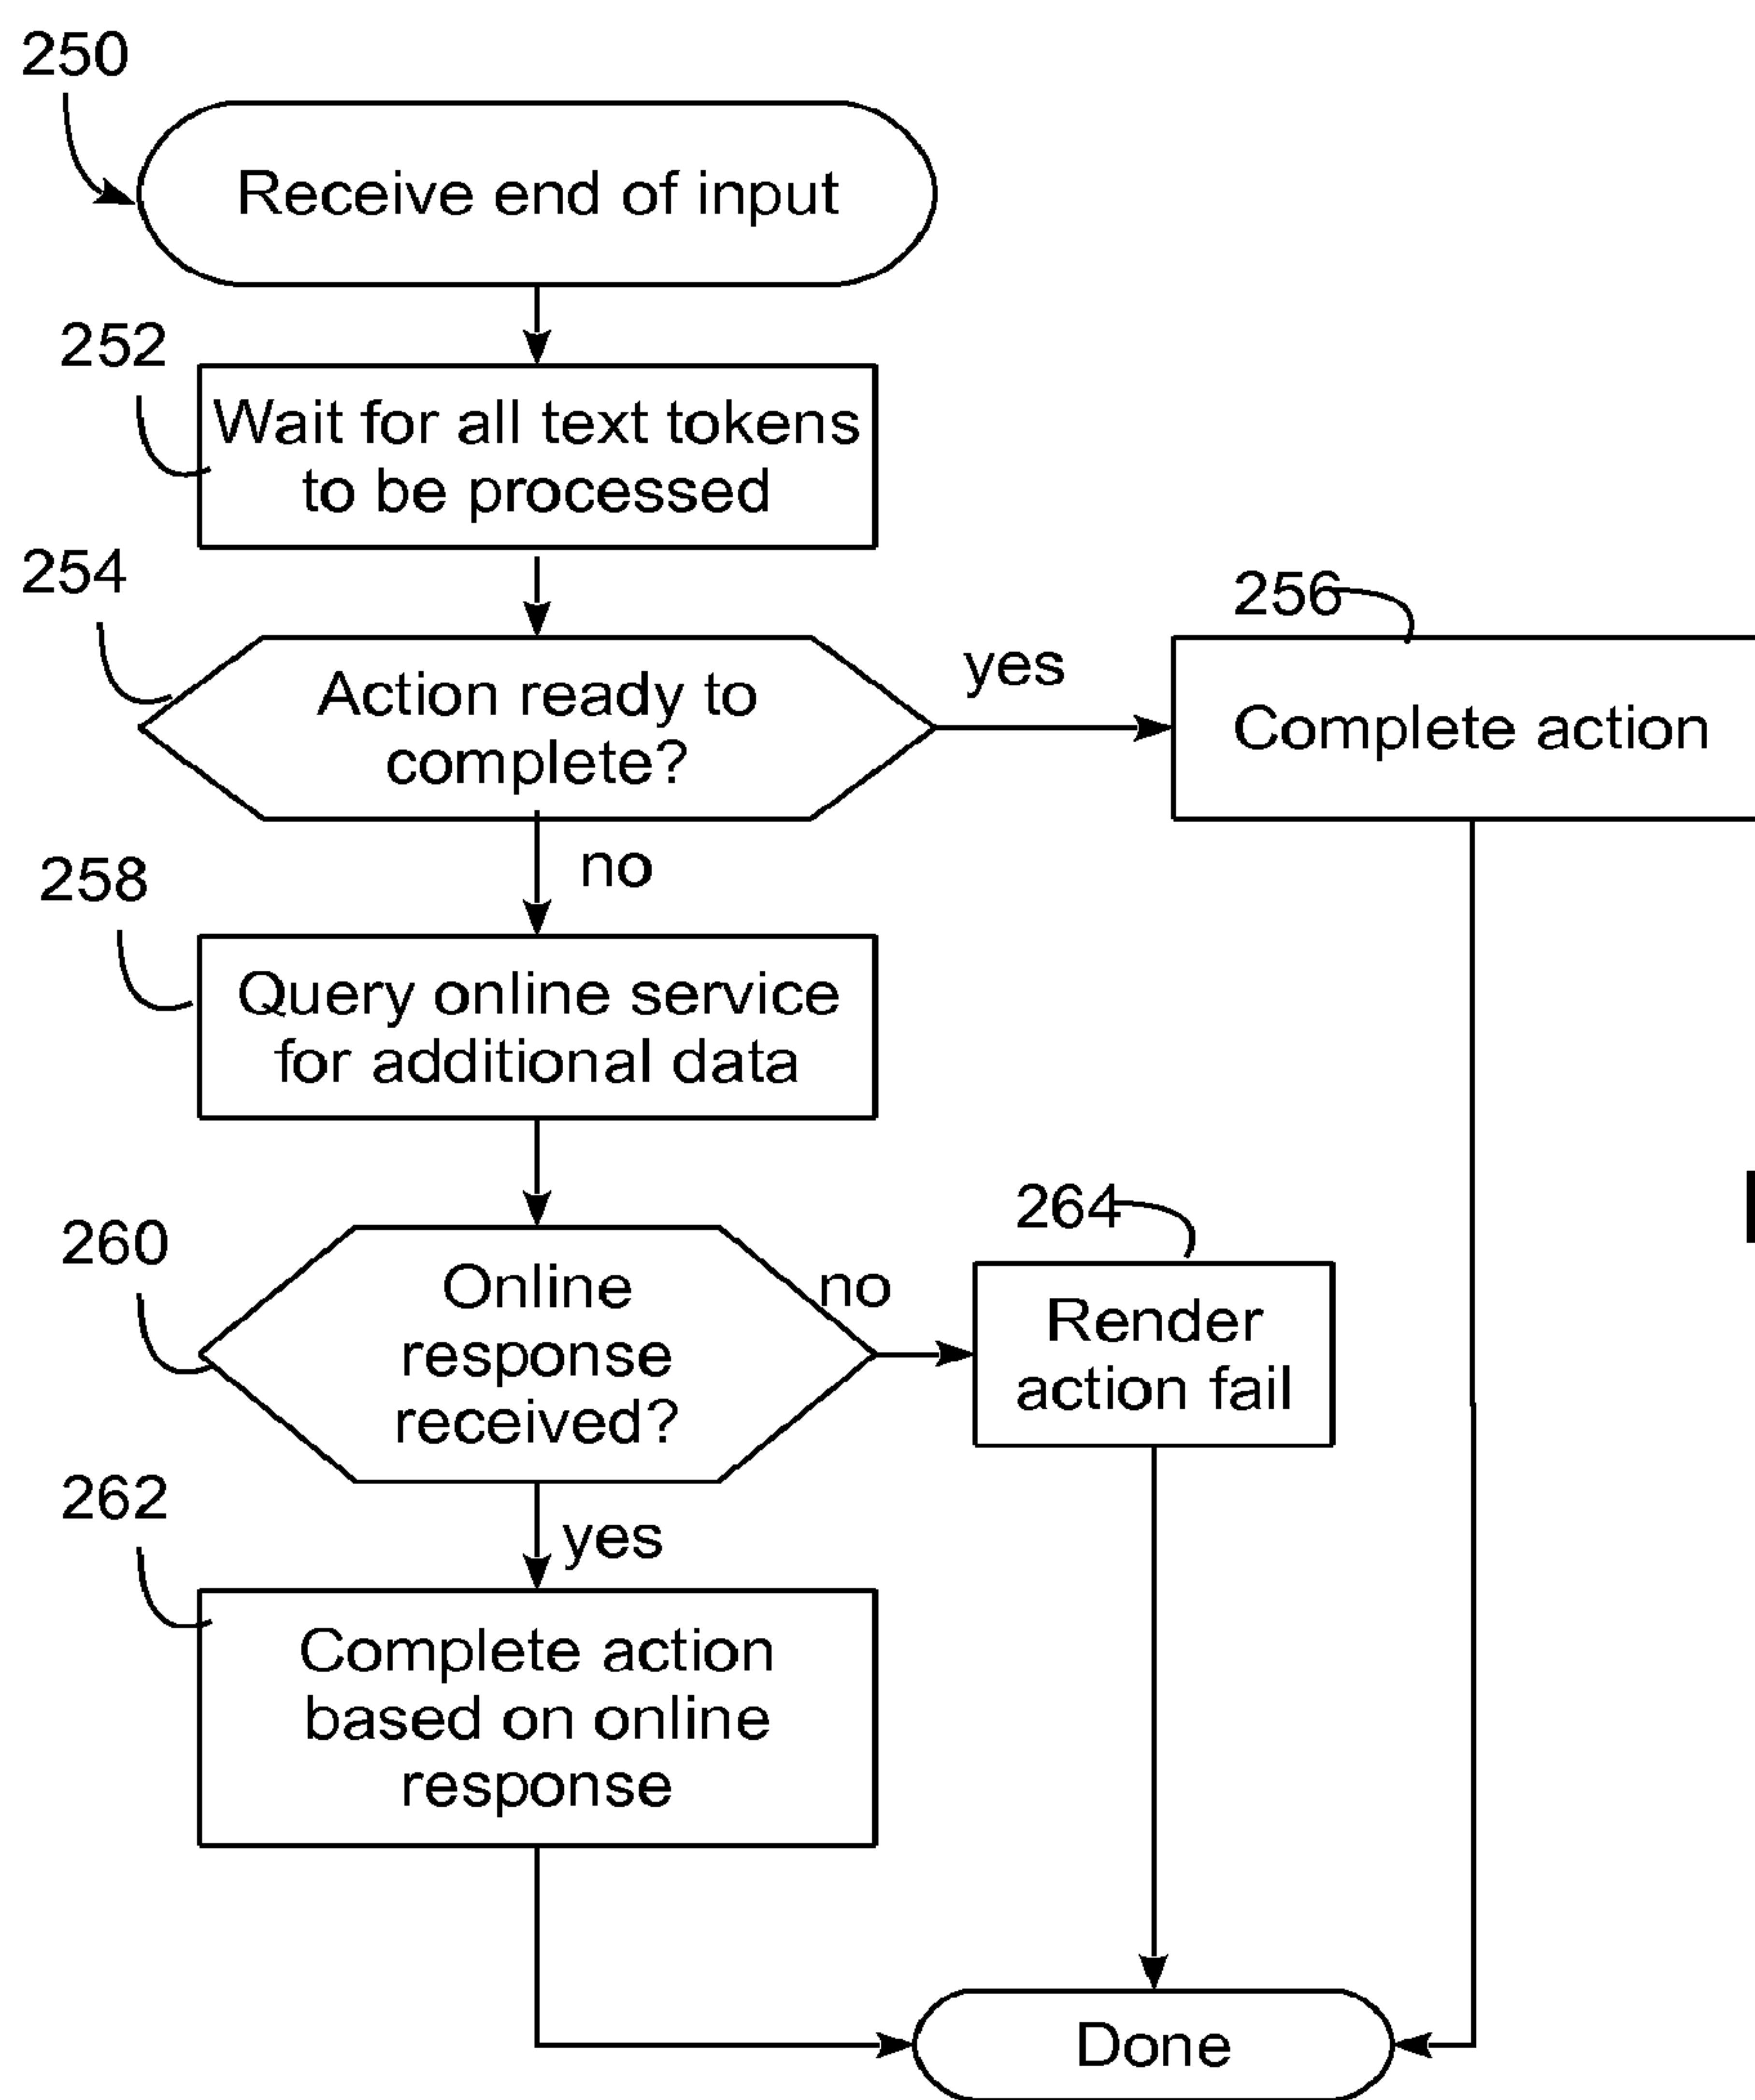 250
Receive end of input
252
Wait for all text tokens
to be processed
254
Action ready to
complete?
yes
256
Complete action
no
258
Query online service
for additional data
260
Online
response
received?
no
264
Render
action fail
262
yes
Complete action
based on online
response
Done